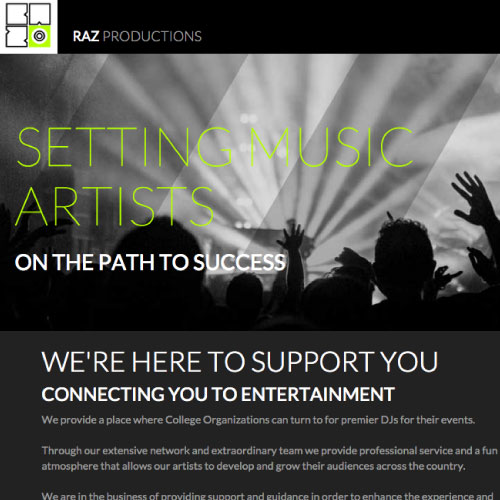 RAZ PRODUCTIONS
SETTING MUSIC
ARTISTS
ON THE PATH TO SUCCESS
WE'RE HERE TO SUPPORT YOU
CONNECTING YOU TO ENTERTAINMENT
We provide a place where College Organizations can turn to for premier DJs for their events.
Through our extensive network and extraordinary team we provide professional service and a fun
atmosphere that allows our artists to develop and grow their audiences across the country.
We are in the business of providing support and guidance in order to enhance the experience and